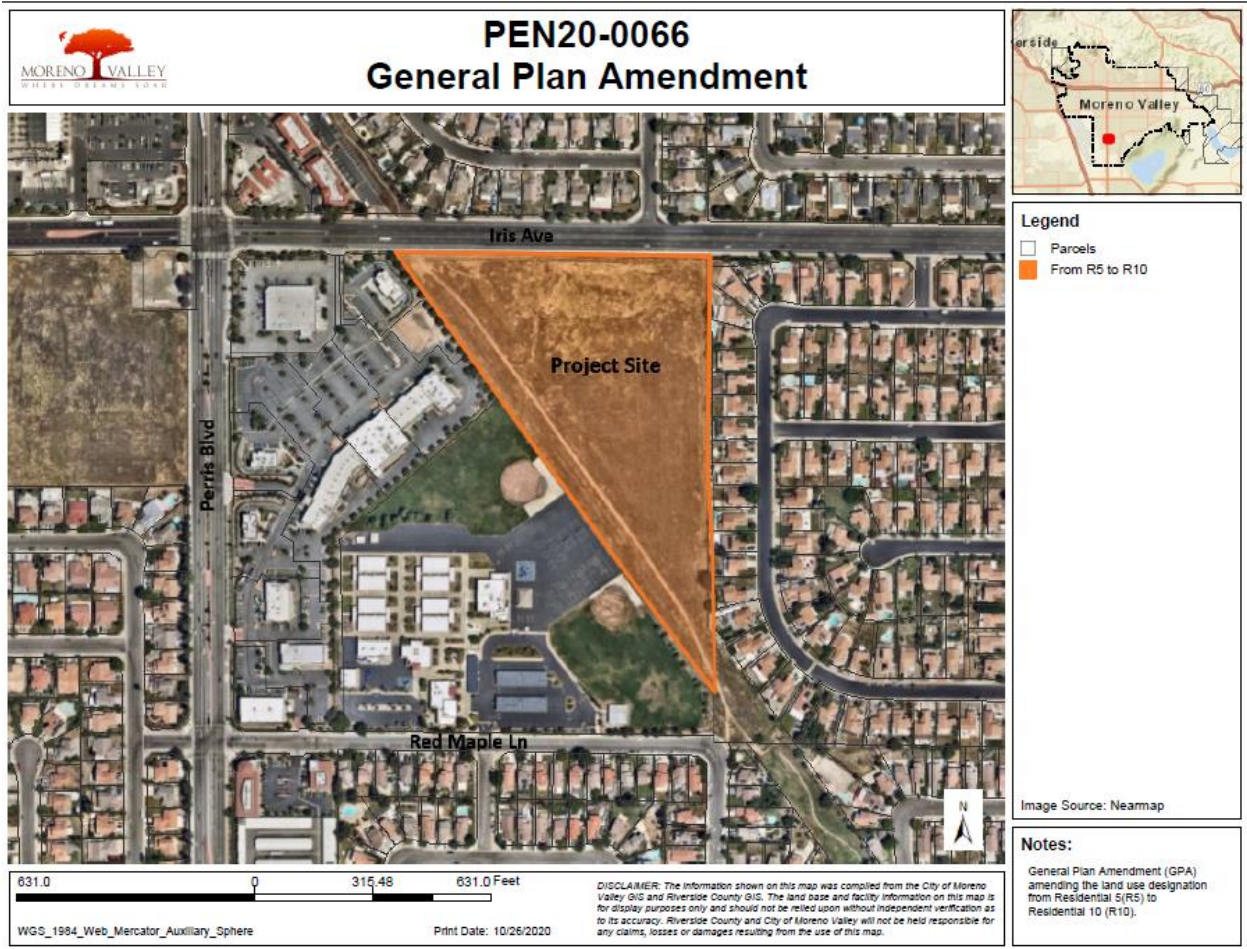 MORENO VALLEY
WHERE DREAMS SOAR
PEN20-0066
General Plan Amendment
erside
Moreno Valley
60
Iris Ave
Project Site
Perris Blvd
Red Maple Ln
N
Legend
Parcels
From R5 to R10
Image Source: Nearmap
Notes:
General Plan Amendment (GPA)
amending the land use designation
from Residential 5(R5) to
Residential 10 (R10).
631.0 0 315.48 631.0 Feet
WGS_1984_Web_Mercator_Auxiliary_Sphere
Print Date: 10/26/2020
DISCLAIMER: The information shown on this map was compiled from the City of Moreno
Valley GIS and Riverside County GIS. The land base and facility information on this map is
for display purposes only and should not be relied upon without independent verification as
to its accuracy. Riverside County and City of Moreno Valley will not be held responsible for
any claims, losses or damages resulting from the use of this map.